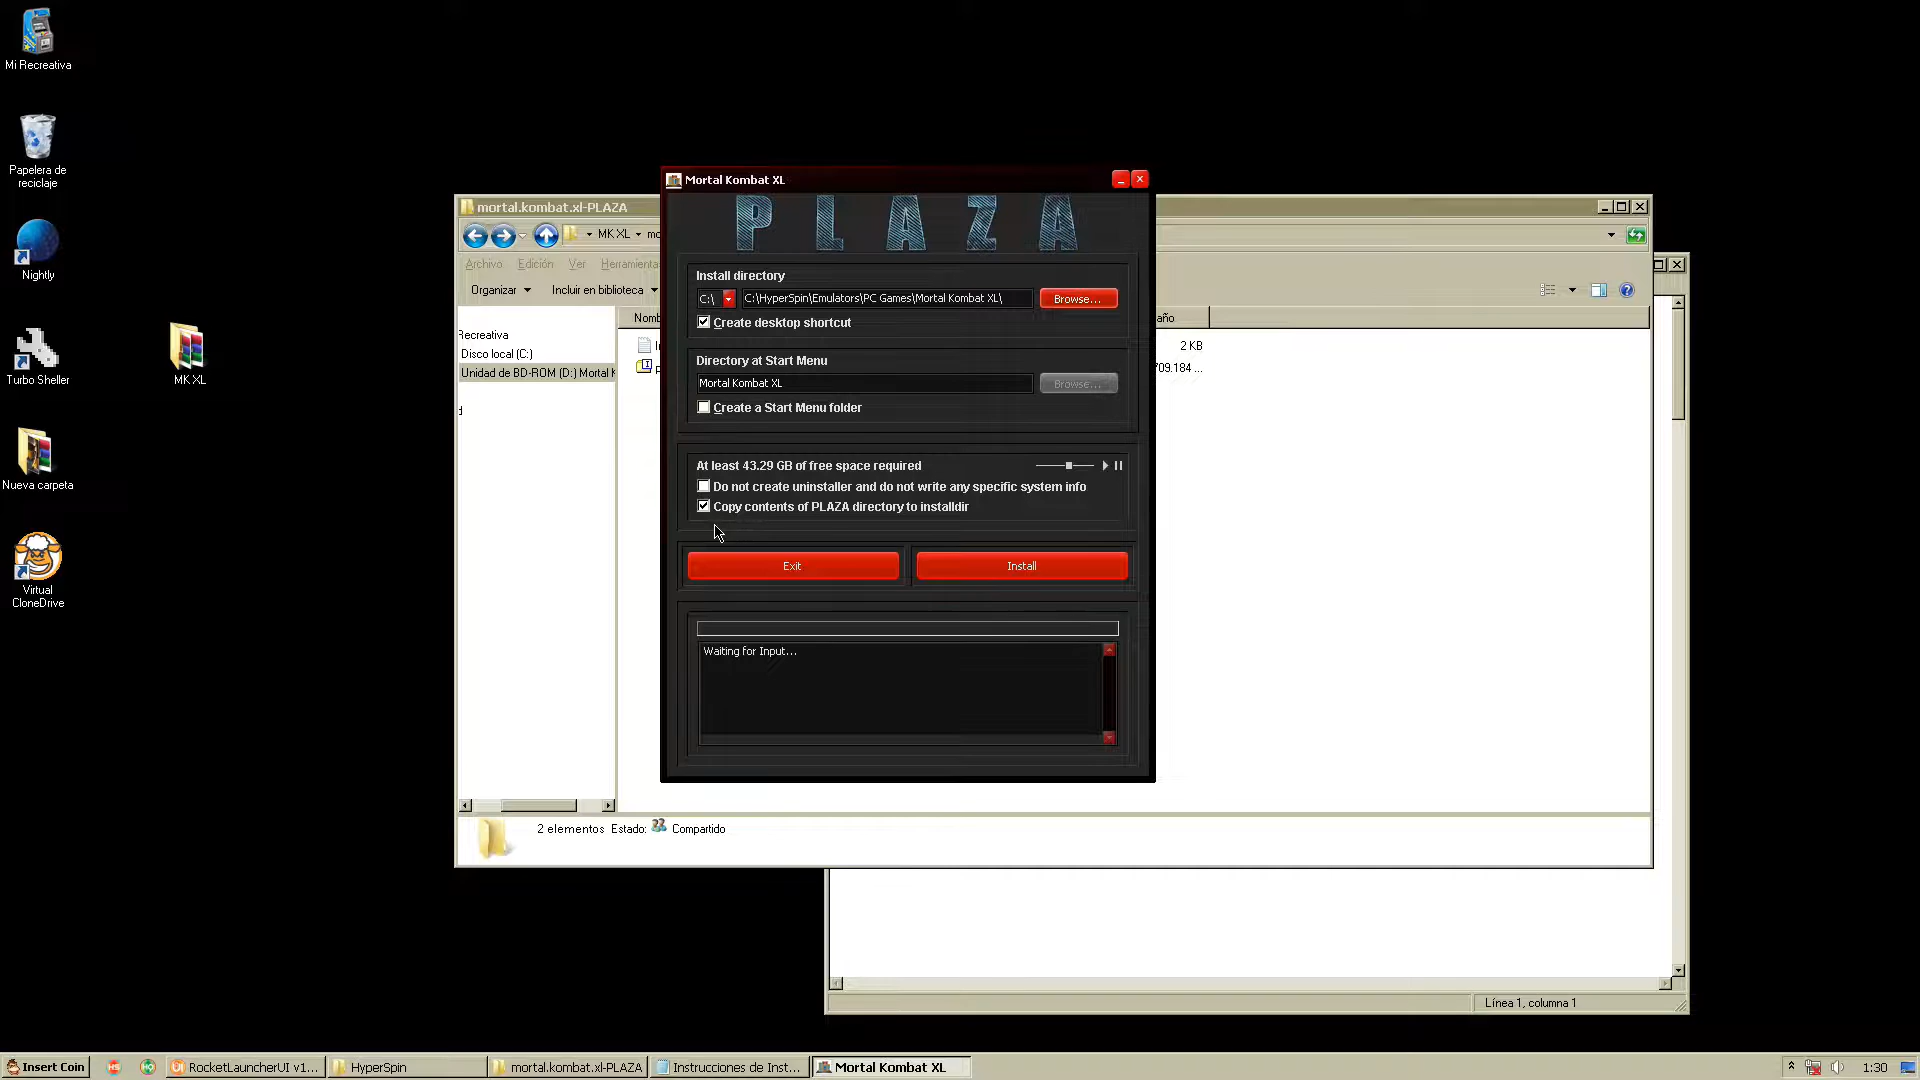 Mi Recreativa
Papelera de
reciclaje
Nightly
Turbo Sheller
MK XL
Nueva carpeta
Virtual
CloneDrive
mortal.kombat.xl-PLAZA
MK XL
Archivo Edición Ver
Organizar Incluir en biblioteca
Recreativa
Disco local (C:)
Unidad de BD-ROM (D:) Mortal
2 KB
709.184 ...
2 elementos Estado: Compartido
Mortal Kombat XL
PLAZA
Install directory
C:\ C:\HyperSpin\Emulators\PC Games\Mortal Kombat XL\ Browse...
Create desktop shortcut
Directory at Start Menu
Mortal Kombat XL Browse...
Create a Start Menu folder
At least 43.29 GB of free space required
Do not create uninstaller and do not write any specific system info
Copy contents of PLAZA directory to installdir
Exit Install
Waiting for Input...
Línea 1, columna 1
Insert Coin
RocketLauncherUI v1...
HyperSpin
mortal.kombat.xl-PLAZA
Instrucciones de Inst...
Mortal Kombat XL
1:30